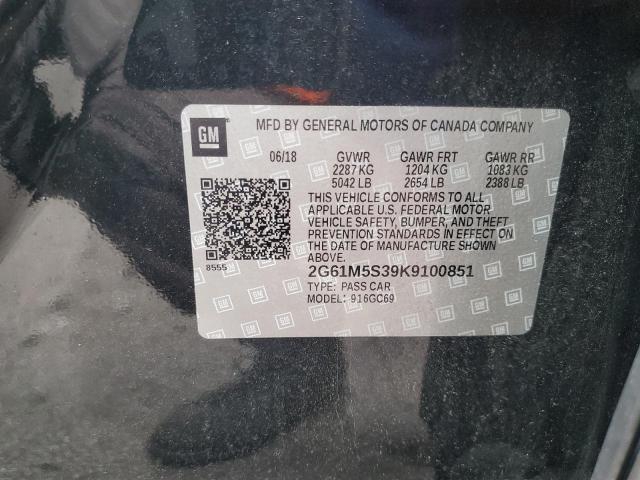 GM
MFD BY GENERAL MOTORS OF CANADA COMPANY
06/18 GVWR GAWR FRT GAWR RR
2287 KG 1204 KG 1083 KG
5042 LB 2654 LB 2388 LB
THIS VEHICLE CONFORMS TO ALL
APPLICABLE U.S. FEDERAL MOTOR
VEHICLE SAFETY, BUMPER, AND THEFT
PREVENTION STANDARDS IN EFFECT
ON THE DATE OF MANUFACTURE SHOWN
ABOVE.
8555
2G61M5S39K9100851
TYPE: PASS CAR
MODEL: 916GC69